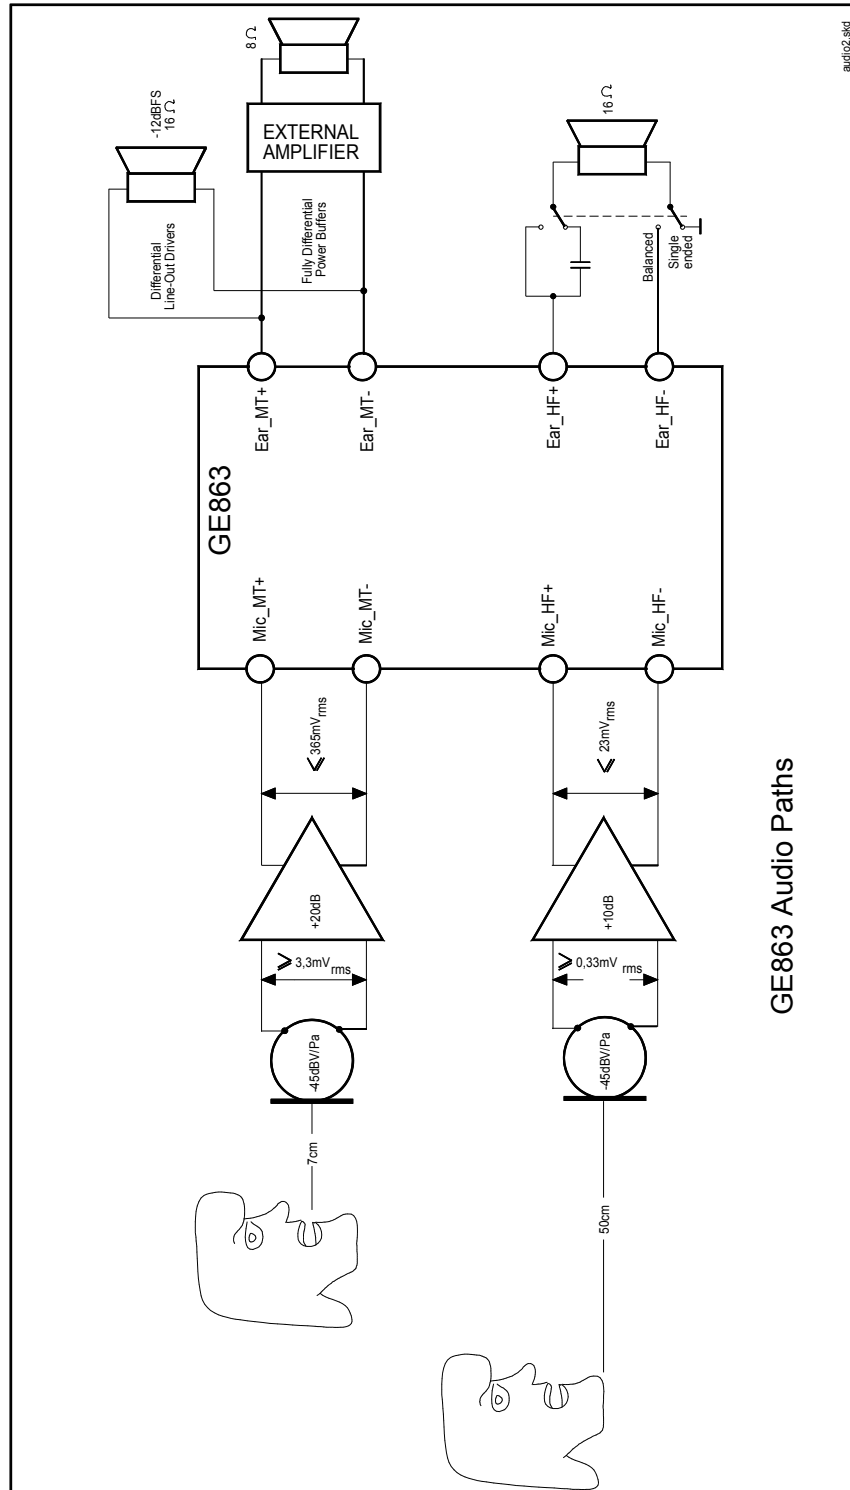 audio2.skd
8 Ω
-12dBFS
16 Ω
EXTERNAL
AMPLIFIER
16 Ω
Differential
Line-Out Drivers
Fully Differential
Power Buffers
Balanced
Single
ended
Ear_MT+
Ear_MT-
Ear_HF+
Ear_HF-
GE863
Mic_MT+
Mic_MT-
Mic_HF+
Mic_HF-
≤ 365mVrms
≤ 23mVrms
+20dB
+10dB
≥ 3,3mVrms
≥ 0,33mV rms
-45dBV/Pa
-45dBV/Pa
7cm
50cm
GE863 Audio Paths